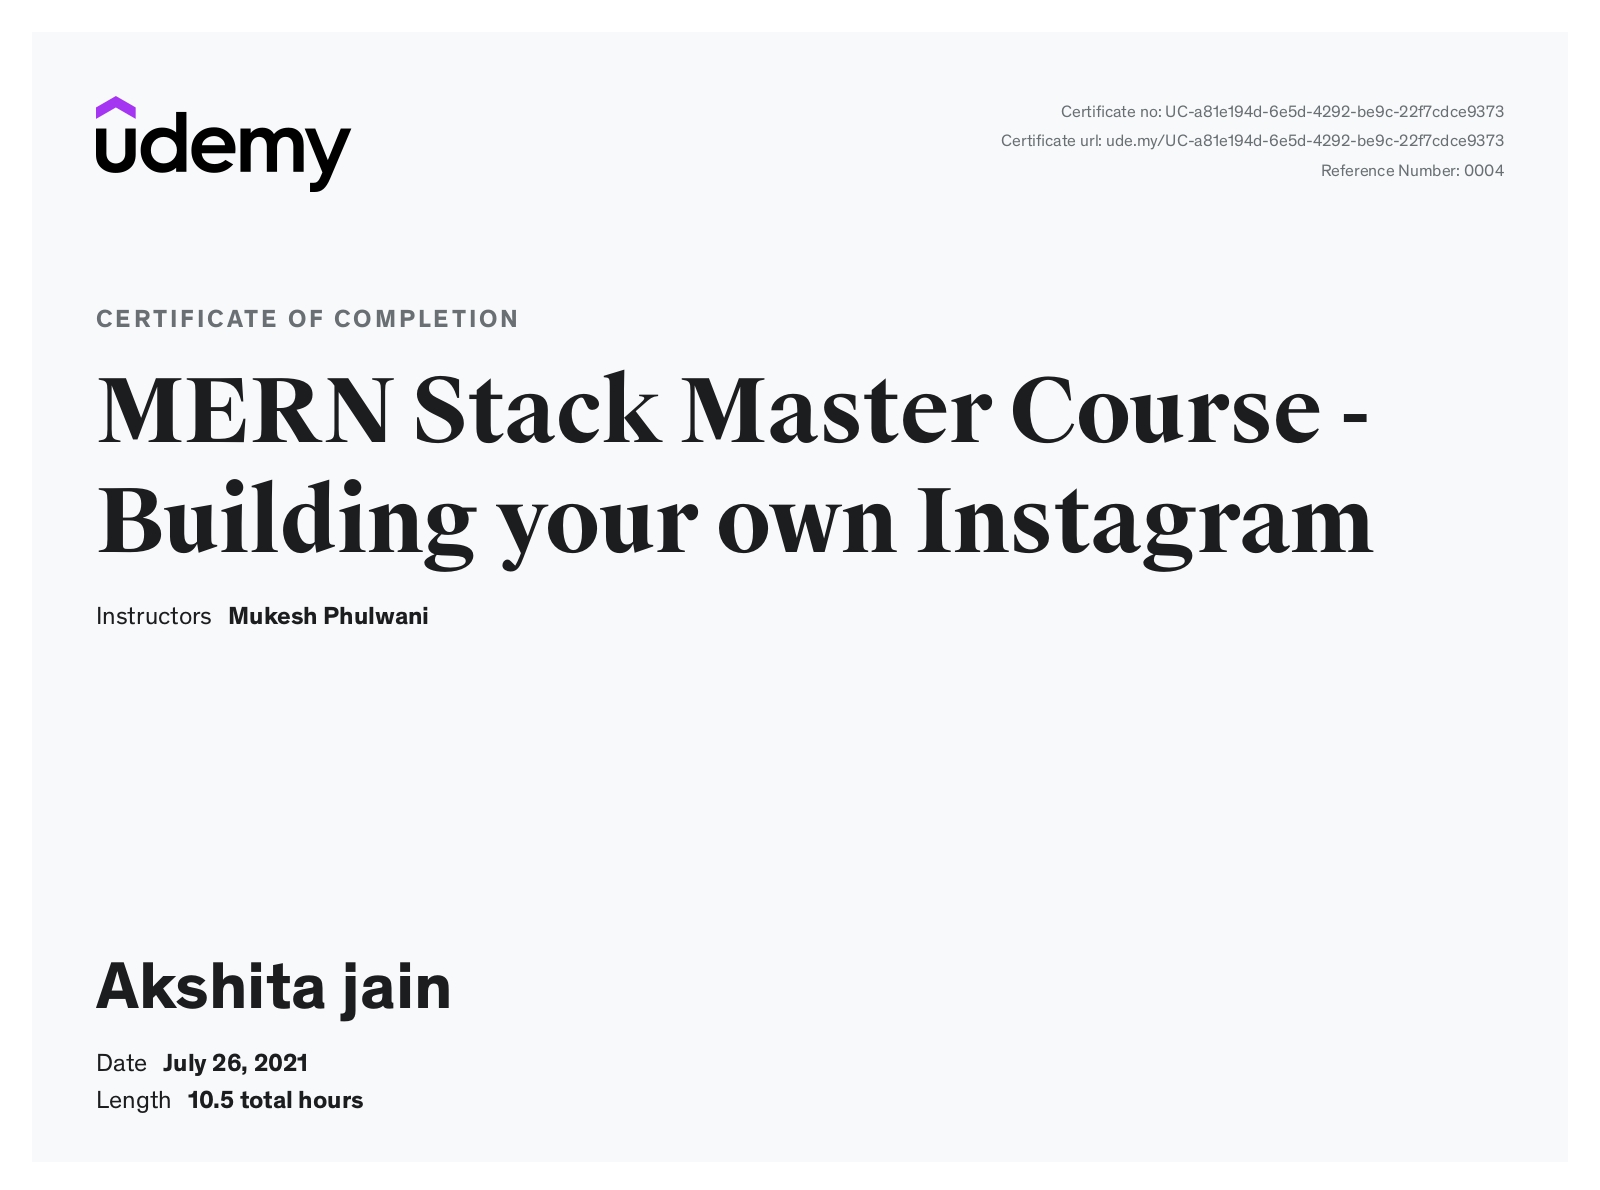 udemy
Certificate no: UC-a81e194d-6e5d-4292-be9c-22f7cdce9373
Certificate url: ude.my/UC-a81e194d-6e5d-4292-be9c-22f7cdce9373
Reference Number: 0004
CERTIFICATE OF COMPLETION
MERN Stack Master Course -
Building your own Instagram
Instructors Mukesh Phulwani
Akshita jain
Date July 26, 2021
Length 10.5 total hours